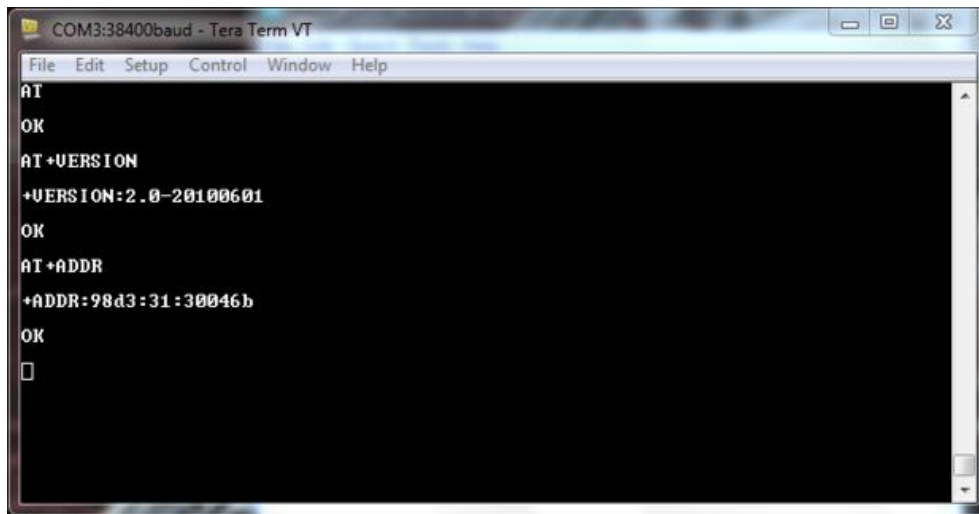 COM3:38400baud - Tera Term VT
File Edit Setup Control Window Help
AT
OK
AT+VERSION
+VERSION:2.0-20100601
OK
AT+ADDR
+ADDR:98d3:31:30046b
OK